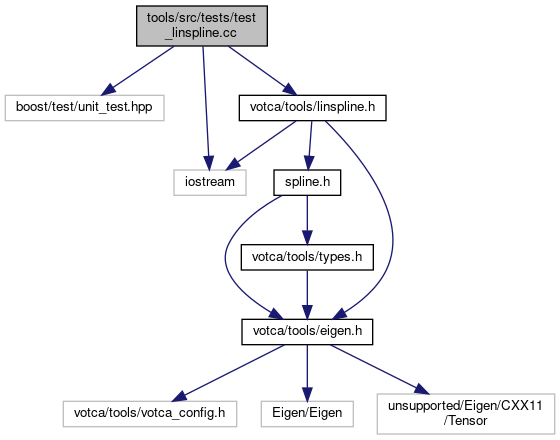 tools/src/tests/test
_linspline.cc
boost/test/unit_test.hpp
votca/tools/linspline.h
iostream
spline.h
votca/tools/types.h
votca/tools/eigen.h
votca/tools/votca_config.h
Eigen/Eigen
unsupported/Eigen/CXX11
/Tensor